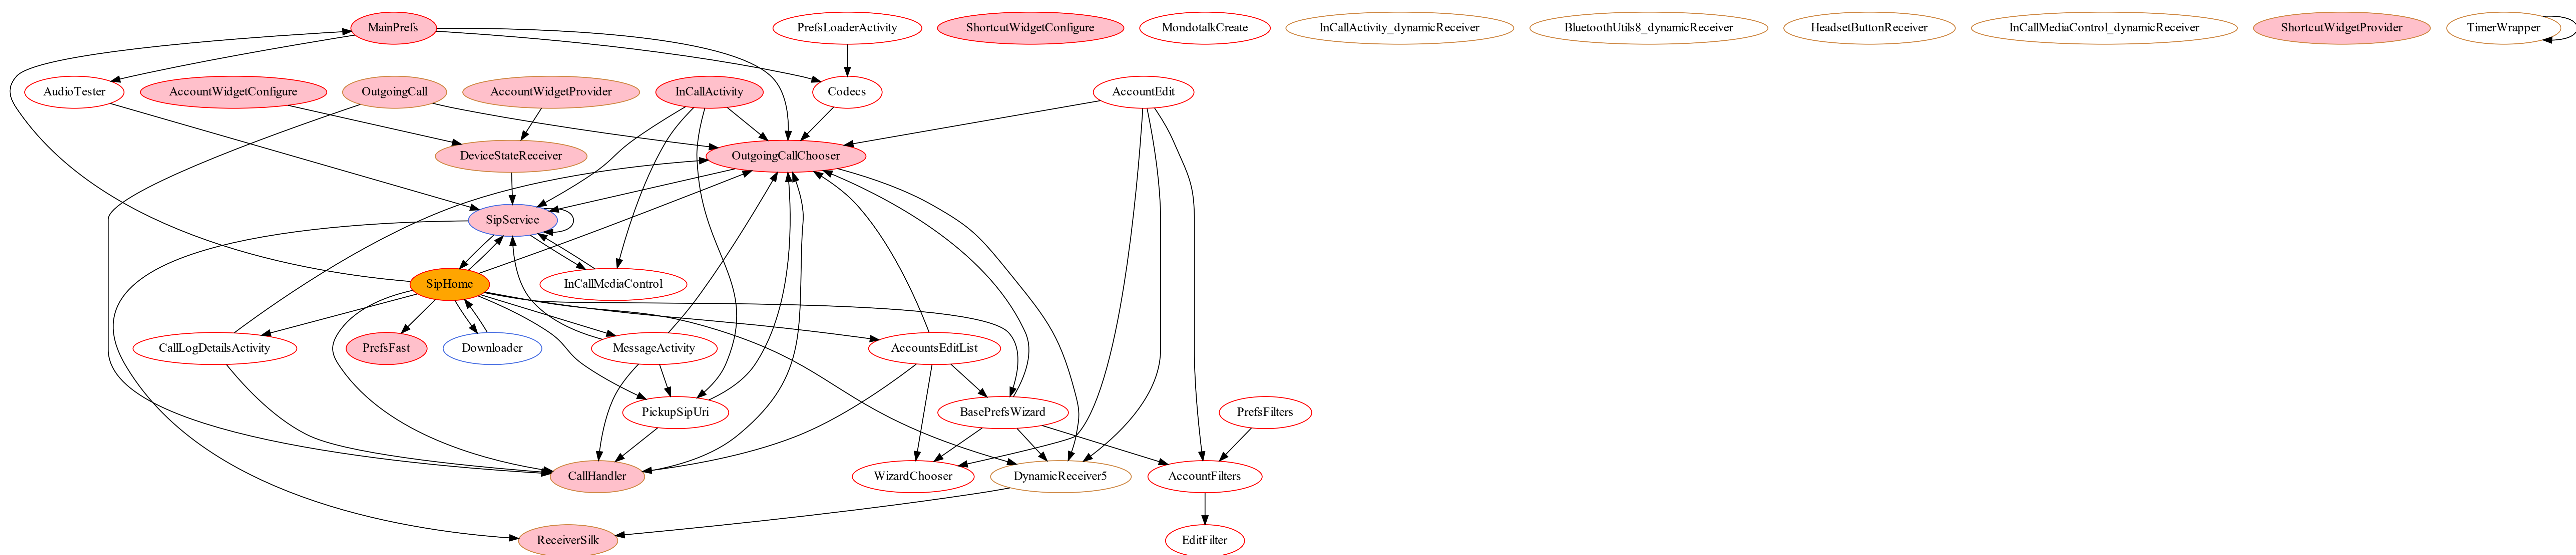 MainPrefs
PrefsLoaderActivity
ShortcutWidgetConfigure
MondotalkCreate
InCallActivity_dynamicReceiver
BluetoothUtils8_dynamicReceiver
HeadsetButtonReceiver
InCallMediaControl_dynamicReceiver
ShortcutWidgetProvider
TimerWrapper
AudioTester
AccountWidgetConfigure
OutgoingCall
AccountWidgetProvider
InCallActivity
Codecs
AccountEdit
DeviceStateReceiver
OutgoingCallChooser
SipService
SipHome
InCallMediaControl
CallLogDetailsActivity
PrefsFast
Downloader
MessageActivity
AccountsEditList
PickupSipUri
BasePrefsWizard
PrefsFilters
CallHandler
WizardChooser
DynamicReceiver5
AccountFilters
ReceiverSilk
EditFilter